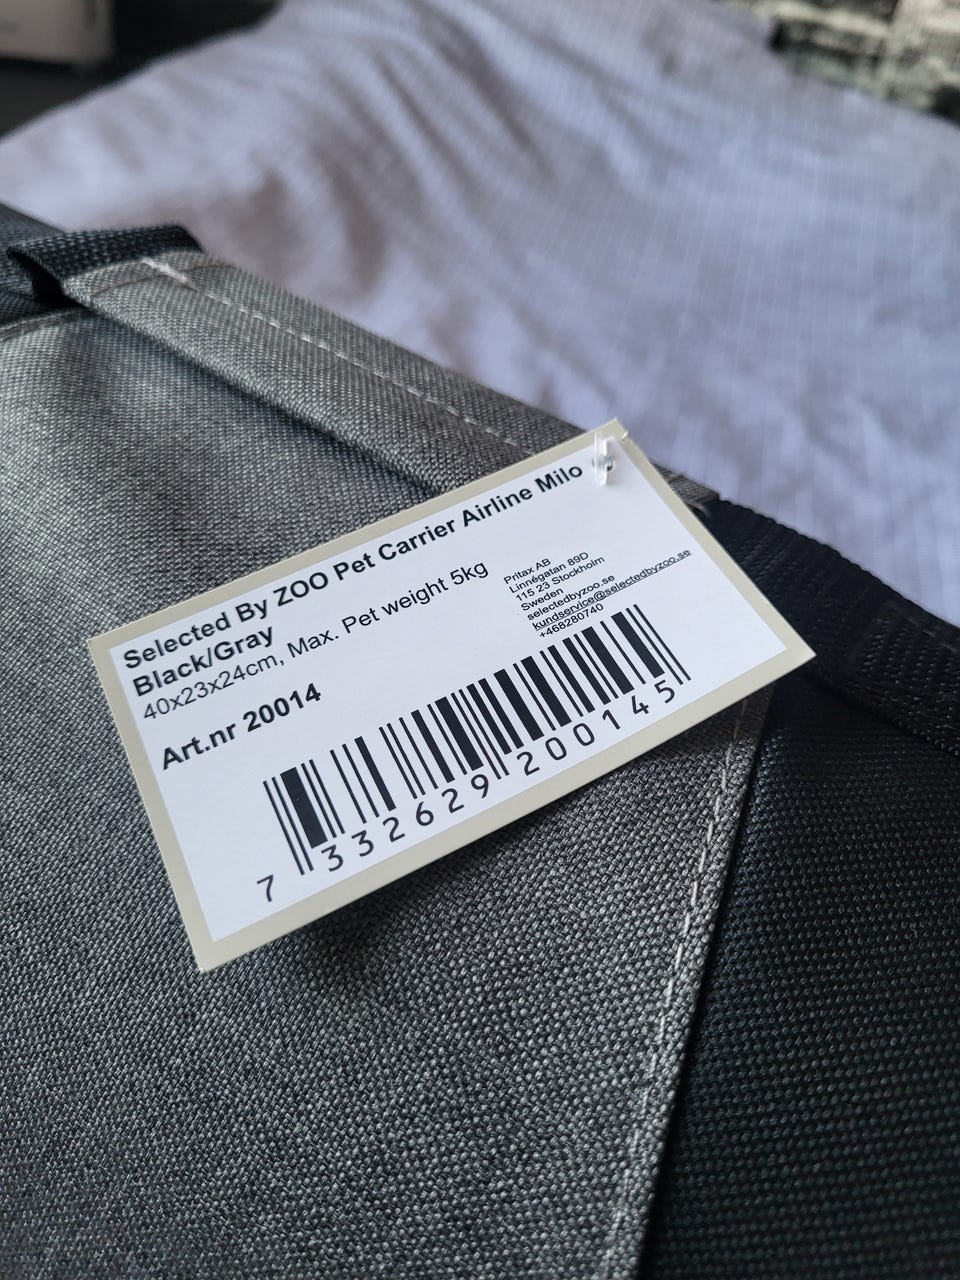 Selected By ZOO Pet Carrier Airline Milo
Black/Gray
40x23x24cm, Max. Pet weight 5kg
Art.nr 20014
Pritax AB
Linnégatan 89D
115 23 Stockholm
Sweden
selectedbyzoo.se
kundservice@selectedbyzoo.se
+468280740
7 332629 200145